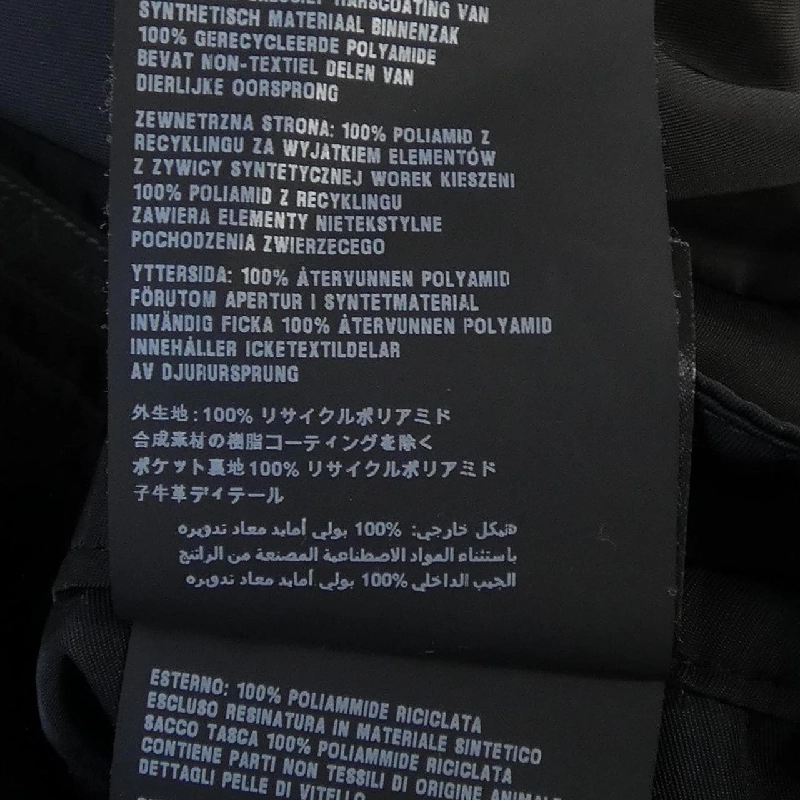 HARSCOATING VAN
SYNTHETISCH MATERIAAL BINNENZAK
100% GERECYCLEERDE POLYAMIDE
BEVAT NON-TEXTIEL DELEN VAN
DIERLIJKE OORSPRONG
ZEWNETRZNA STRONA: 100% POLIAMID Z
RECYKLINGU ZA WYJATKIEM ELEMENTÓW
Z ZYWICY SYNTETYCZNEJ WOREK KIESZENI
100% POLIAMID Z RECYKLINGU
ZAWIERA ELEMENTY NIETEKSTYLNE
POCHODZENIA ZWIERZECEGO
YTTERSIDA: 100% ÅTERVUNNEN POLYAMID
FÖRUTOM APERTUR I SYNTETMATERIAL
INVÄNDIG FICKA 100% ÅTERVUNNEN POLYAMID
INNEHÅLLER ICKETEXTILDELAR
AV DJURURSPRUNG
外生地:100% リサイクルポリアミド
合成素材の樹脂コーティングを除く
ポケット裏地100% リサイクルポリアミド
子牛革ディテール
هيكل خارجي: 100% بولي أمايد معاد تدويره
باستثناء المواد الاصطناعية المصنعة من الراتنج
الجيب الداخلي 100% بولي أمايد معاد تدويره
ESTERNO: 100% POLIAMMIDE RICICLATA
ESCLUSO RESINATURA IN MATERIALE SINTETICO
SACCO TASCA 100% POLIAMMIDE RICICLATA
CONTIENE PARTI NON TESSILI DI ORIGINE ANIMALE
DETTAGLI PELLE DI VITELLO